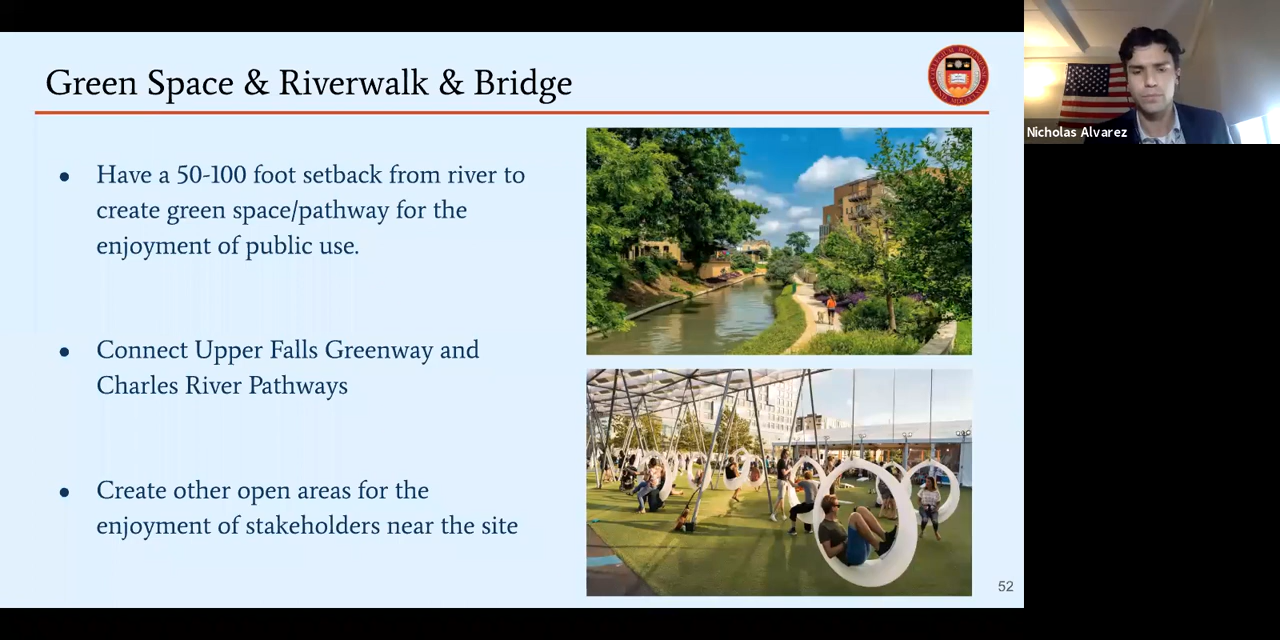 Green Space & Riverwalk & Bridge
Nicholas Alvarez
• Have a 50-100 foot setback from river to
create green space/pathway for the
enjoyment of public use.
• Connect Upper Falls Greenway and
Charles River Pathways
• Create other open areas for the
enjoyment of stakeholders near the site
52